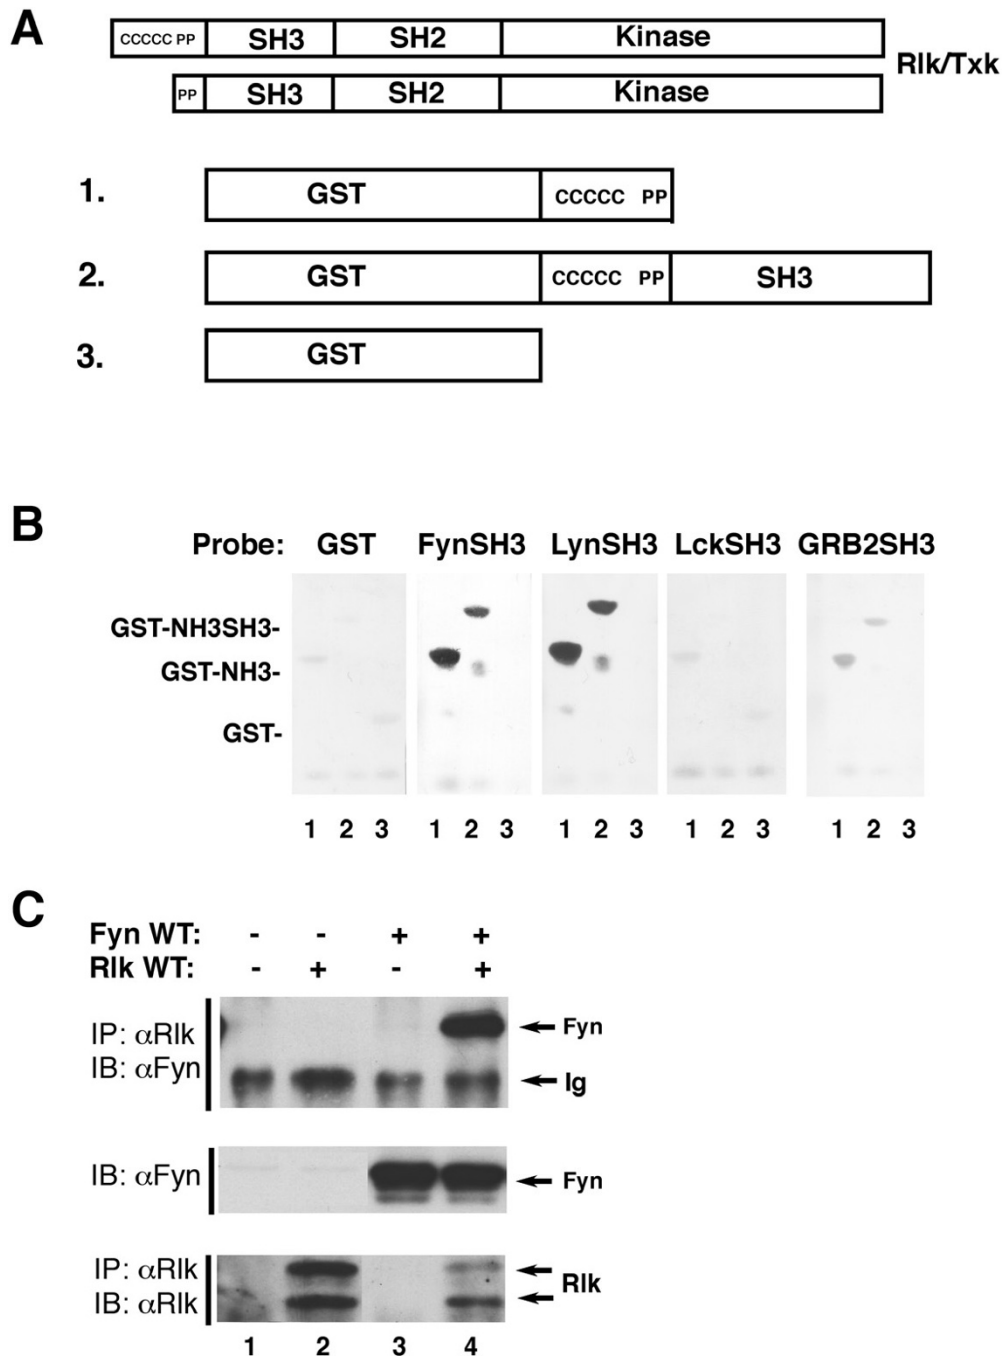 A
CCCCC PP SH3 SH2 Kinase
Rlk/Txk
PP SH3 SH2 Kinase
1. GST CCCCC PP
2. GST CCCCC PP SH3
3. GST
B
Probe: GST FynSH3 LynSH3 LckSH3 GRB2SH3
GST-NH3SH3-
GST-NH3-
GST-
1 2 3 1 2 3 1 2 3 1 2 3 1 2 3
C
Fyn WT: - - + +
Rlk WT: - + - +
IP: αRlk
IB: αFyn
Fyn
Ig
IB: αFyn
Fyn
IP: αRlk
IB: αRlk
Rlk
1 2 3 4